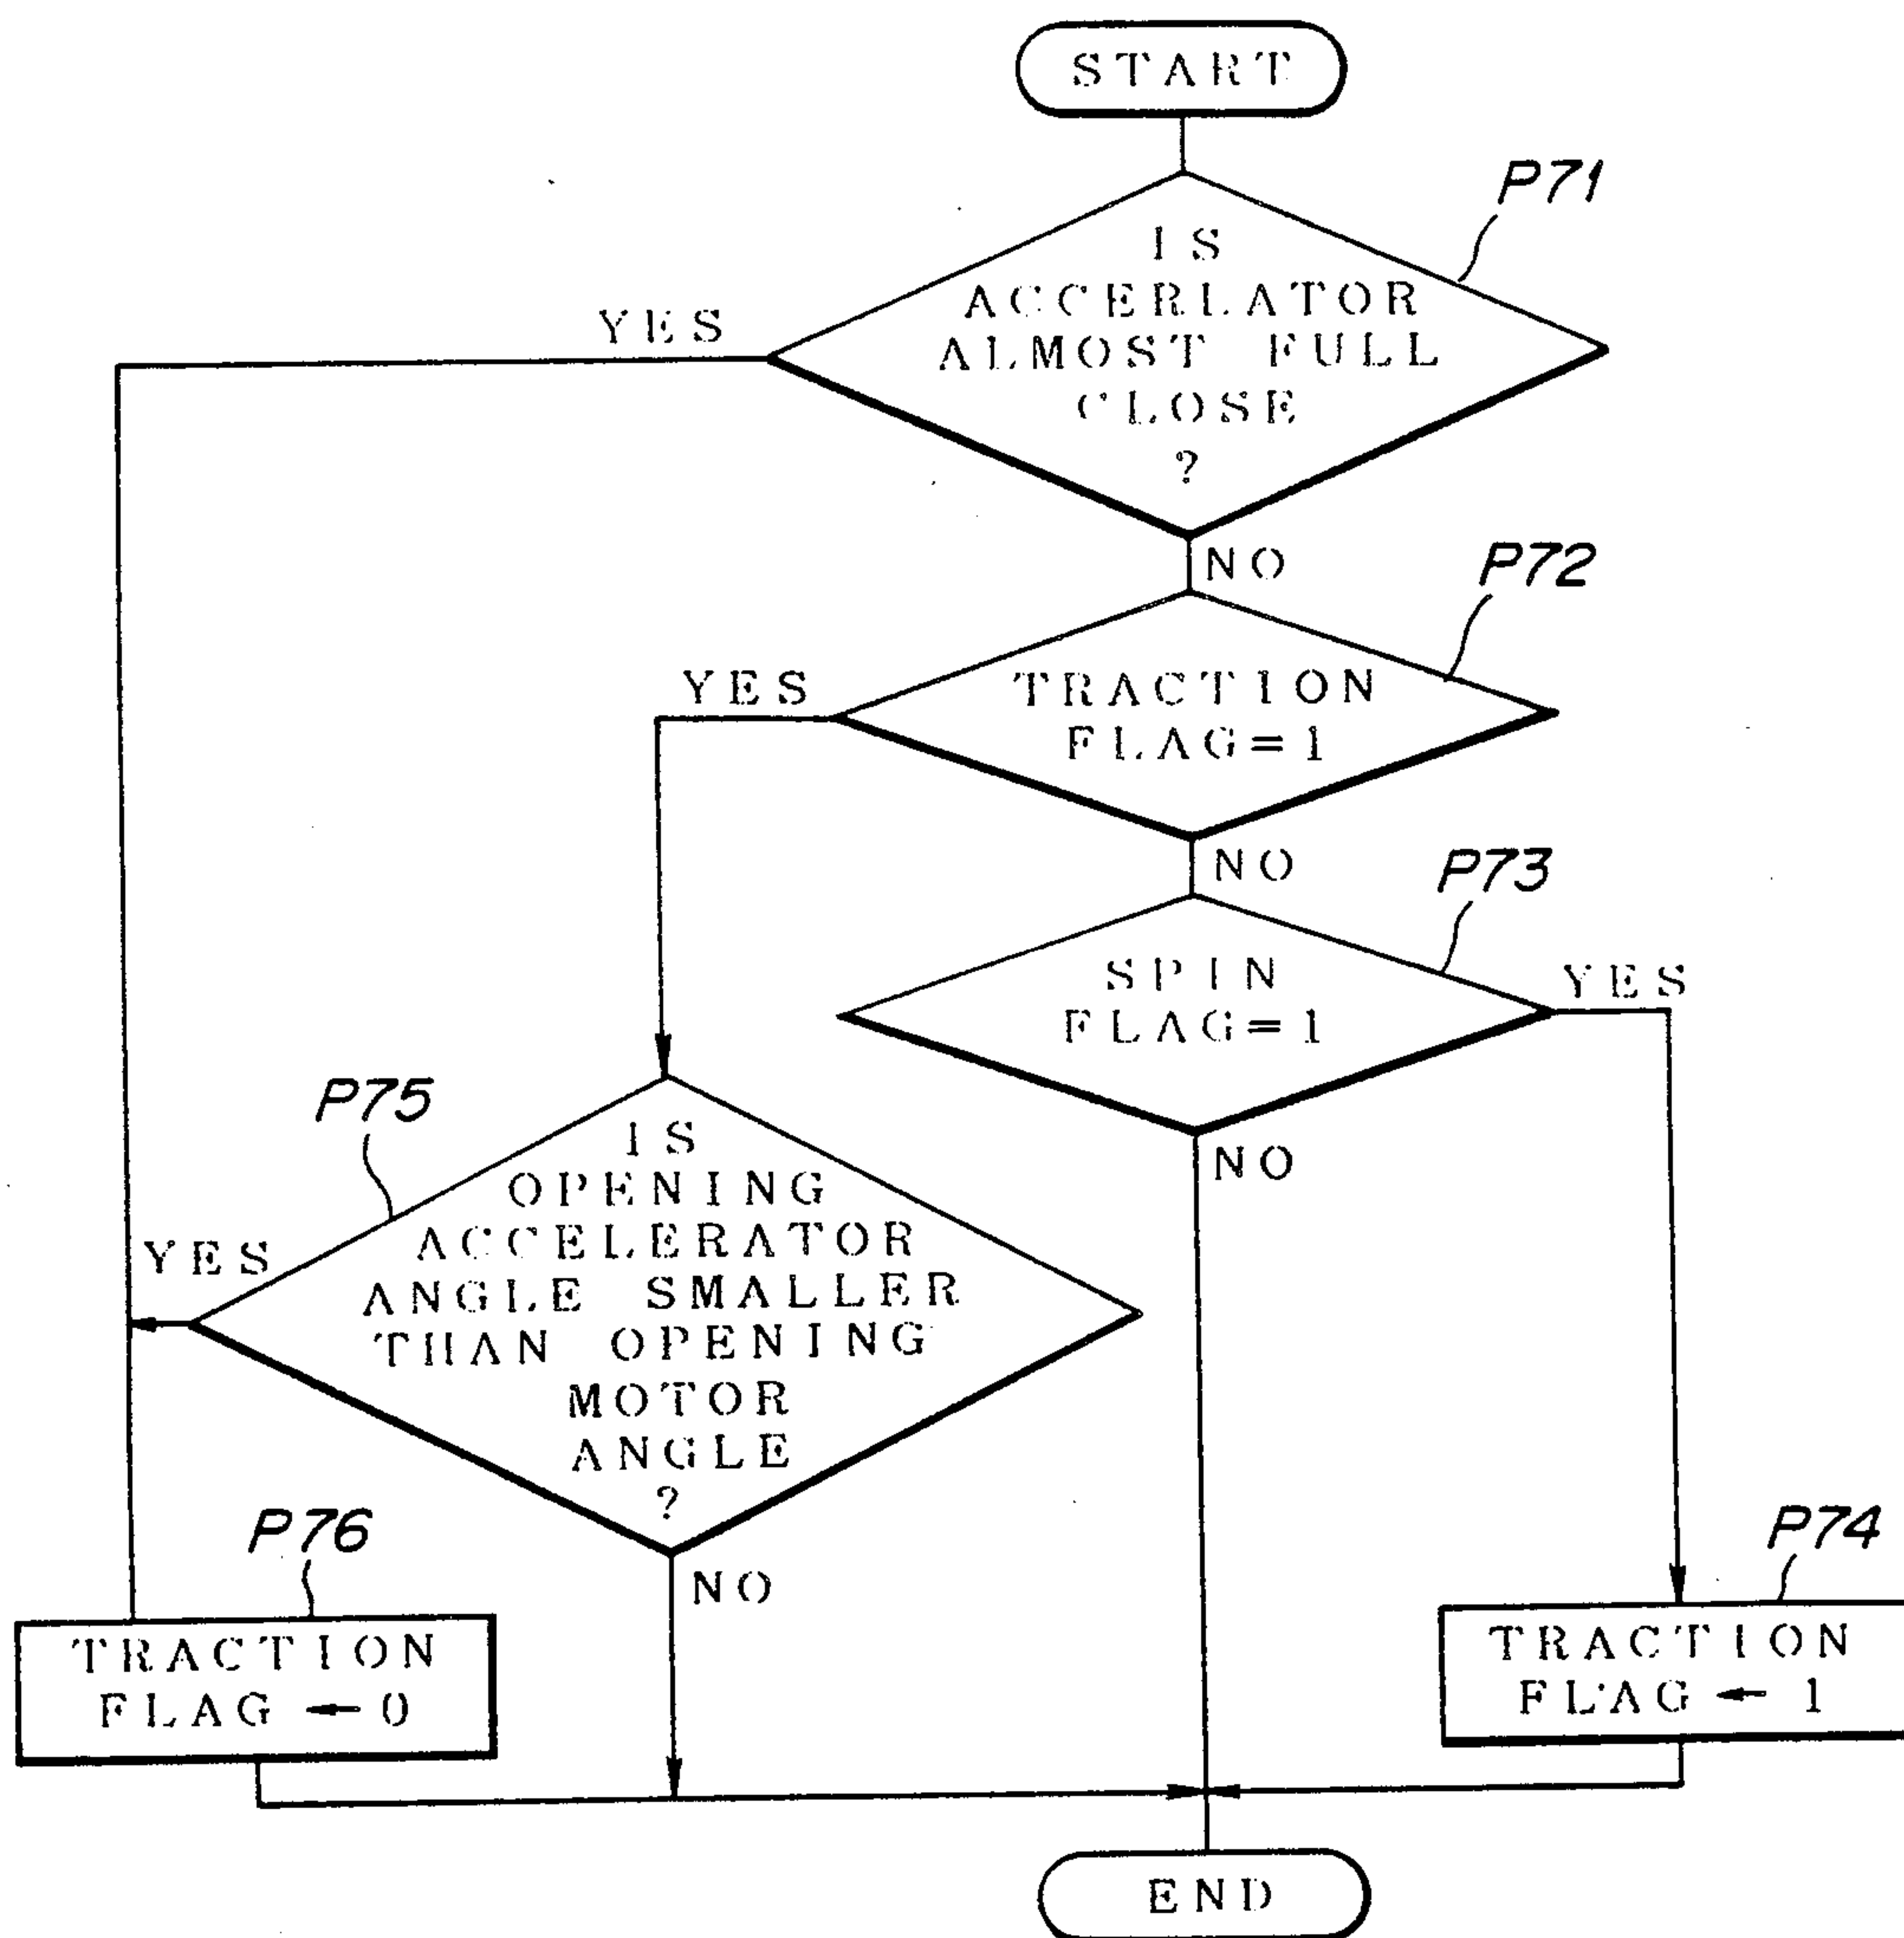 START
P71
IS
ACCERLATOR
ALMOST FULL
CLOSE
?
YES
NO
P72
TRACTION
FLAG=1
YES
NO
P73
SPIN
FLAG=1
YES
NO
P75
IS
OPENING
ACCELERATOR
ANGLE SMALLER
THAN OPENING
MOTOR
ANGLE
?
YES
NO
P76
TRACTION
FLAG ← 0
P74
TRACTION
FLAG ← 1
END